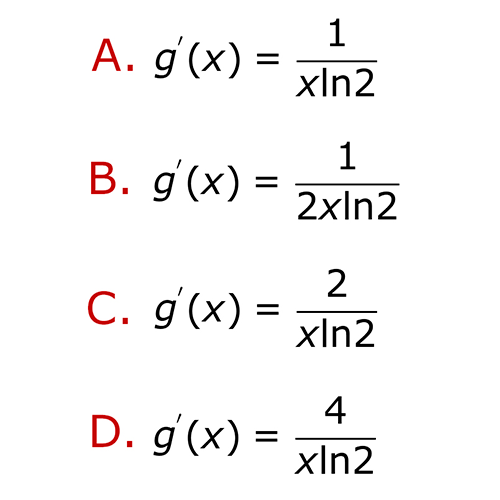 A. g′(x) = 1/xln2
B. g′(x) = 1/2xln2
C. g′(x) = 2/xln2
D. g′(x) = 4/xln2